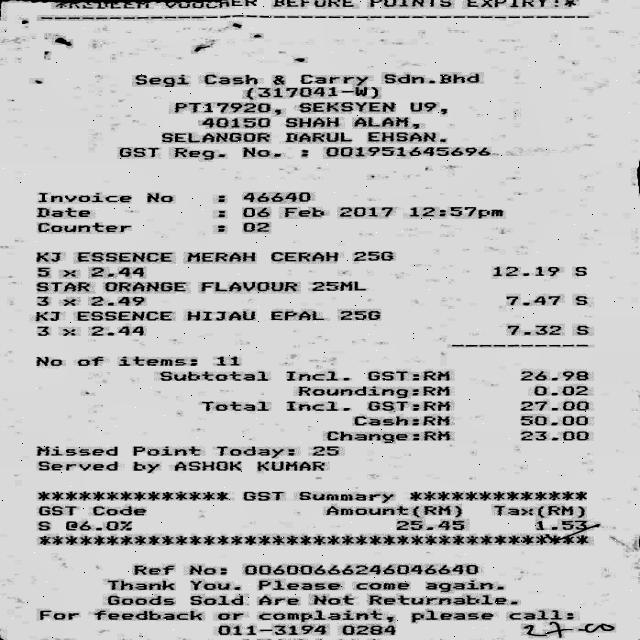 *REDEEM VOUCHER BEFORE POINTS EXPIRY!*
Segi Cash & Carry Sdn.Bhd
(317041-W)
PT17920, SEKSYEN U9,
40150 SHAH ALAM,
SELANGOR DARUL EHSAN.
GST Reg. No. : 001951645696
Invoice No : 46640
Date : 06 Feb 2017 12:57pm
Counter : 02
KJ ESSENCE MERAH CERAH 25G
5 x 2.44 12.19 S
STAR ORANGE FLAVOUR 25ML
3 x 2.49 7.47 S
KJ ESSENCE HIJAU EPAL 25G
3 x 2.44 7.32 S
No of items: 11
Subtotal Incl. GST:RM 26.98
Rounding:RM 0.02
Total Incl. GST:RM 27.00
Cash:RM 50.00
Change:RM 23.00
Missed Point Today: 25
Served by ASHOK KUMAR
************** GST Summary *************
GST Code Amount(RM) Tax(RM)
S @6.0% 25.45 1.53
****************************************
Ref No: 00600666246046640
Thank You. Please come again.
Goods Sold Are Not Returnable.
For feedback or complaint, please call:
011-3194 0284
27-00